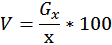 V = G_x / x * 100